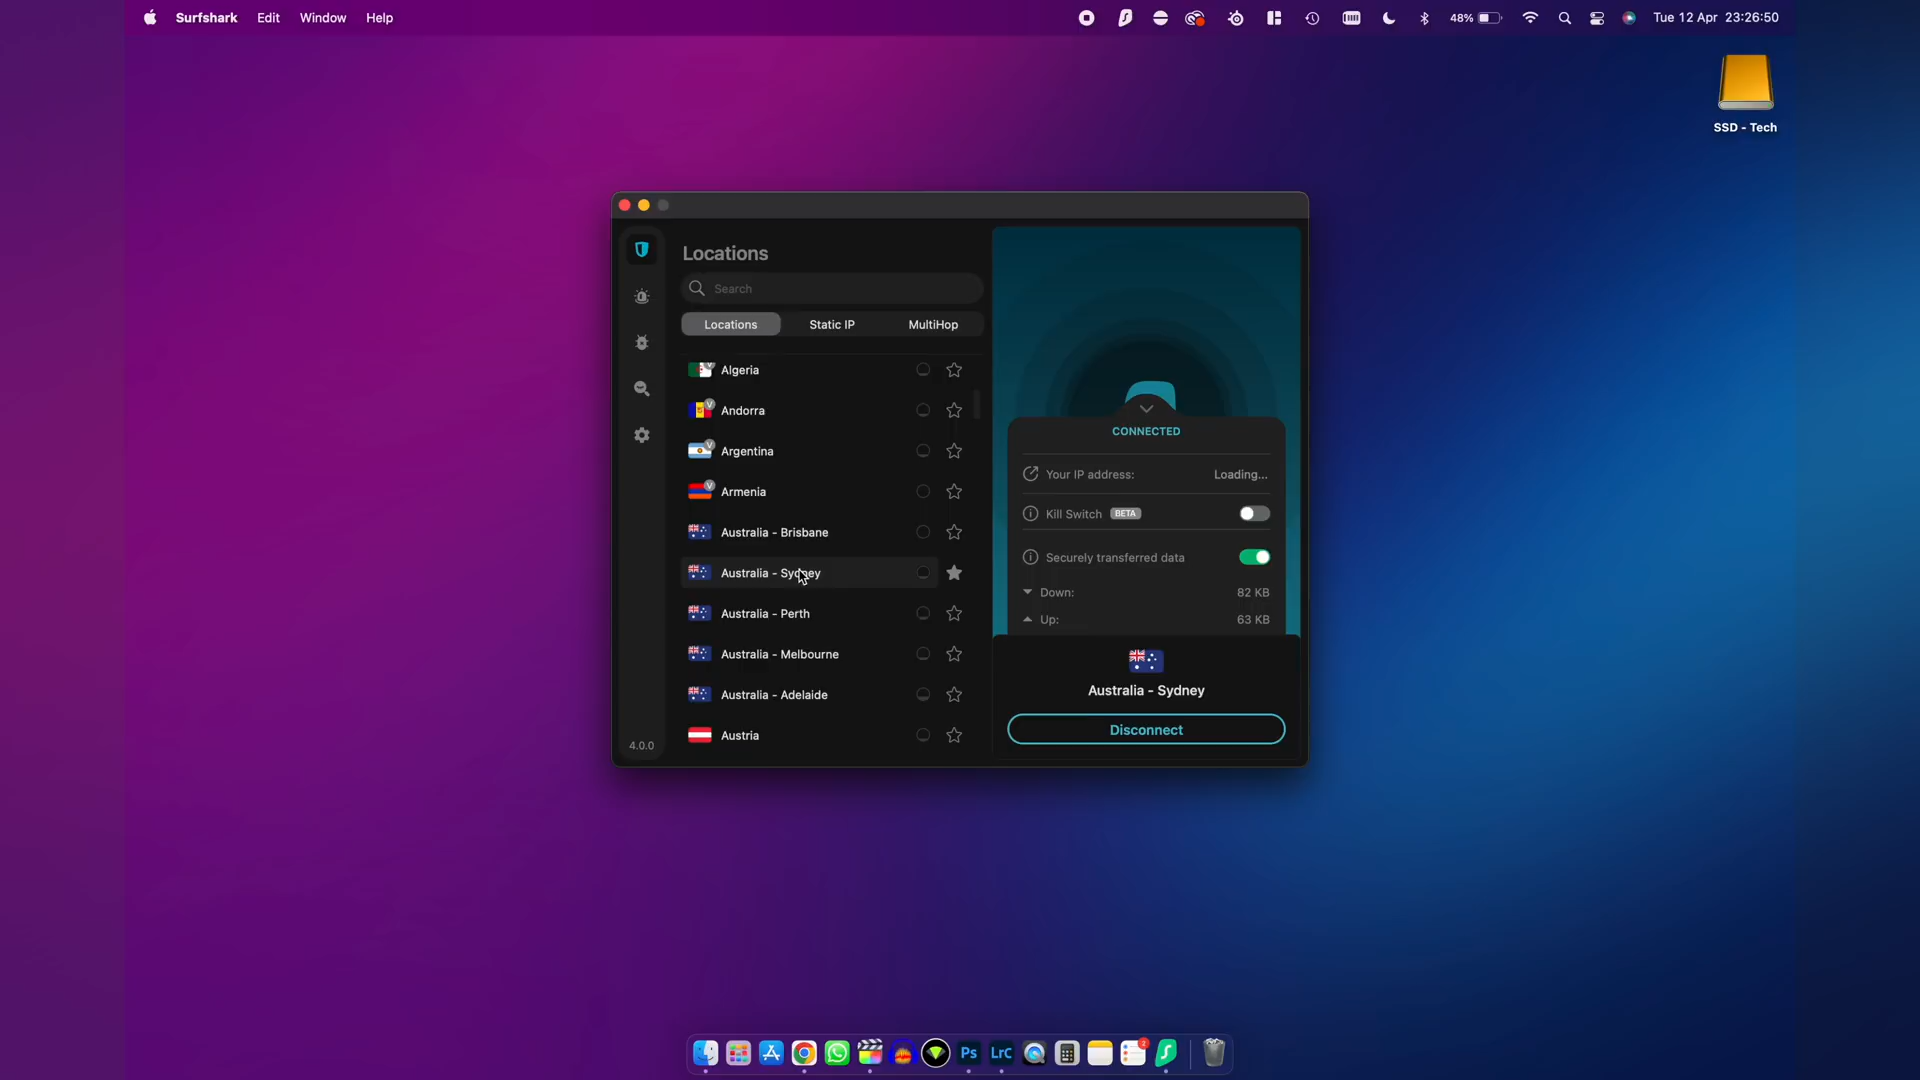 Surfshark Edit Window Help
48% Tue 12 Apr 23:26:50
SSD - Tech
Locations
Search
Locations Static IP MultiHop
V Algeria
V Andorra
V Argentina
V Armenia
Australia - Brisbane
Australia - Sydney
Australia - Perth
Australia - Melbourne
Australia - Adelaide
Austria
4.0.0
CONNECTED
Your IP address: Loading...
Kill Switch BETA
Securely transferred data
Down: 82 KB
Up: 63 KB
Australia - Sydney
Disconnect
Ps LrC 2